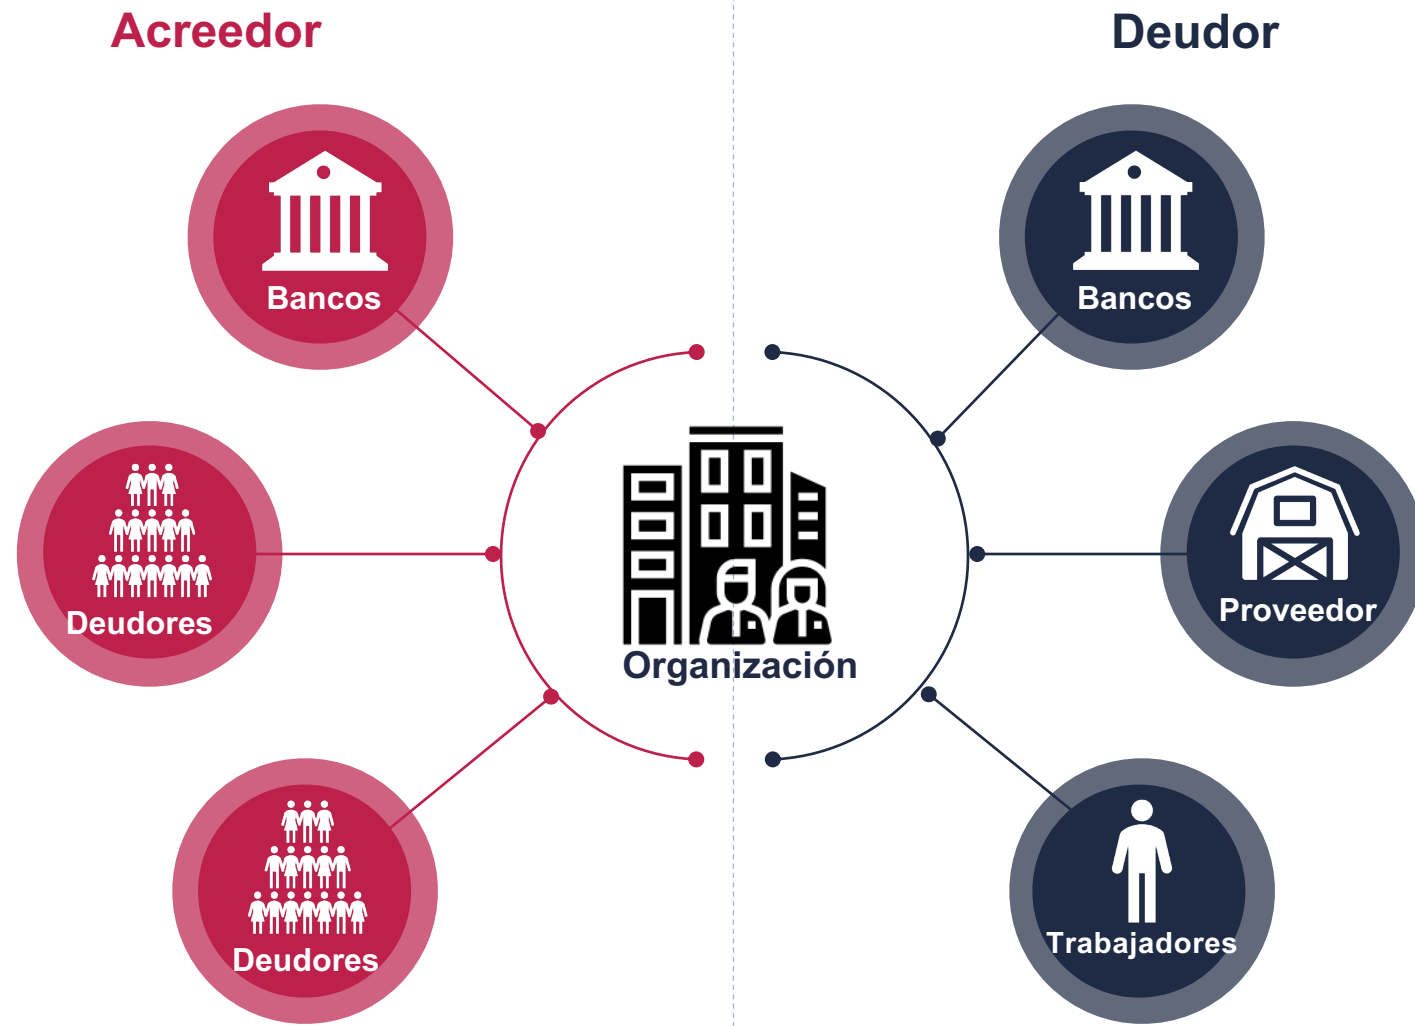 Acreedor
Deudor
Bancos
Bancos
Deudores
Proveedor
Organización
Deudores
Trabajadores